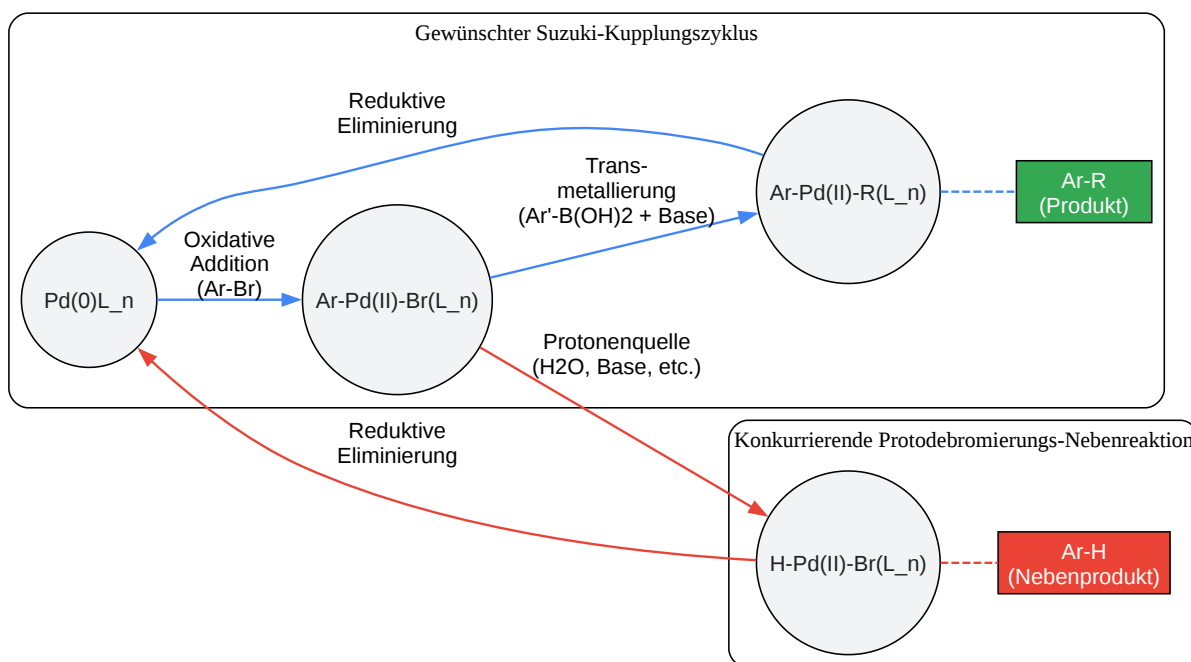 Gewünschter Suzuki-Kupplungszyklus
Reduktive
Eliminierung
Trans-
metallierung
(Ar'-B(OH)2 + Base)
Ar-Pd(II)-R(L_n)
Ar-R
(Produkt)
Oxidative
Addition
(Ar-Br)
Pd(0)L_n
Ar-Pd(II)-Br(L_n)
Protonenquelle
(H2O, Base, etc.)
Reduktive
Eliminierung
Konkurrierende Protodebromierungs-Nebenreaktion
H-Pd(II)-Br(L_n)
Ar-H
(Nebenprodukt)